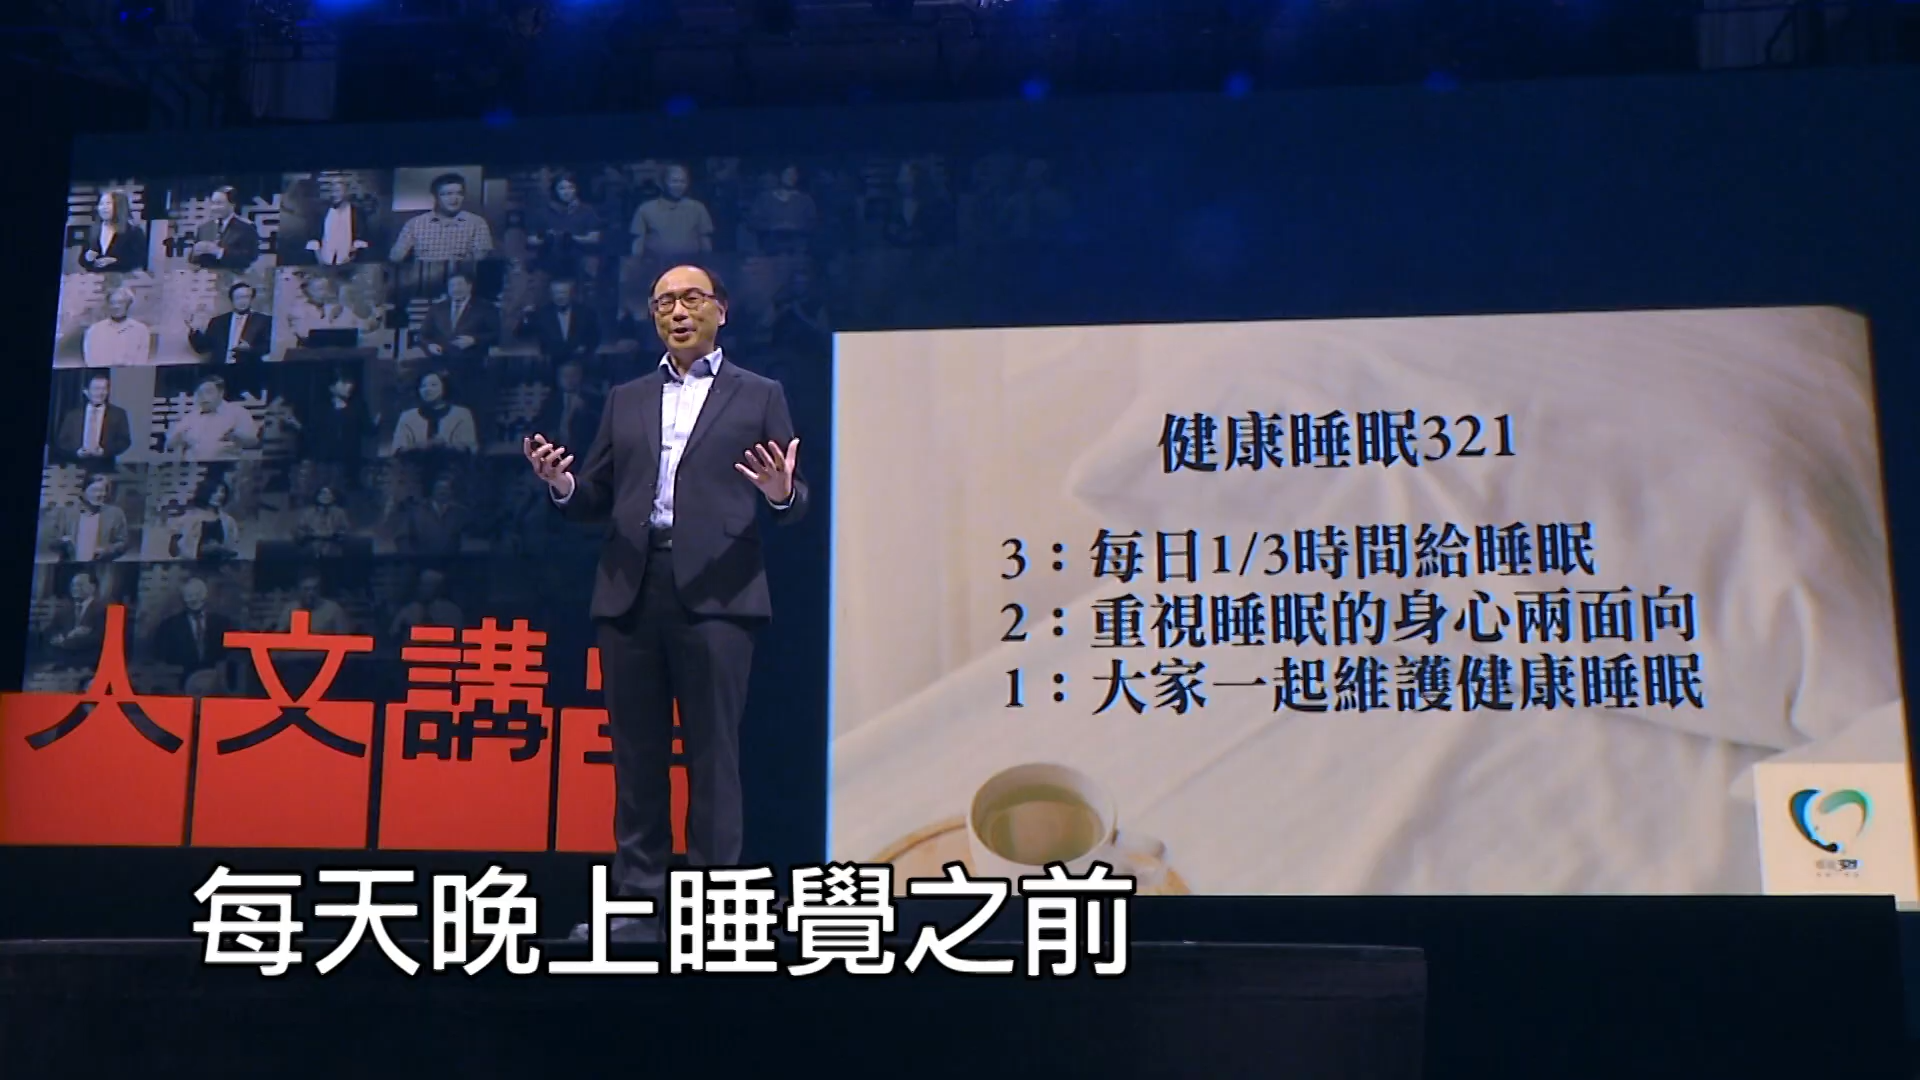 健康睡眠321
3：每日1/3時間給睡眠
2：重視睡眠的身心兩面向
1：大家一起維護健康睡眠
人文講堂
每天晚上睡覺之前